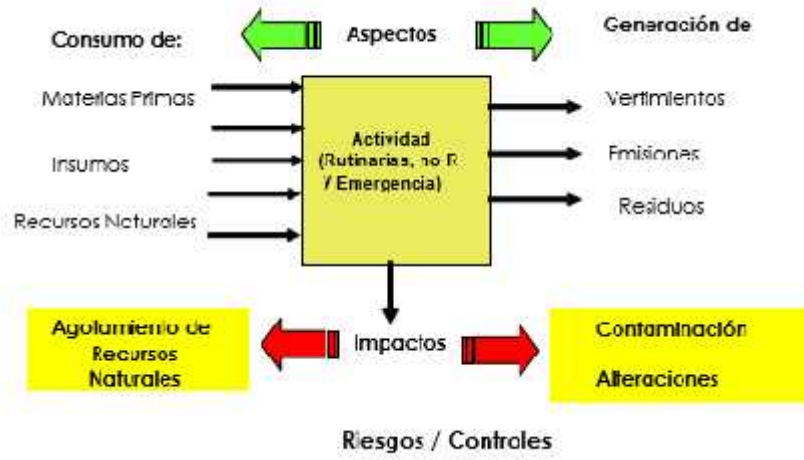 Consumo de:
Aspectos
Generación de
Materias Primas
Insumos
Recursos Naturales
Actividad
(Rutinarias, no R
/ Emergencia)
Vertimientos
Emisiones
Residuos
Agotamiento de
Recursos
Naturales
Impactos
Contaminación
Alteraciones
Riesgos / Controles